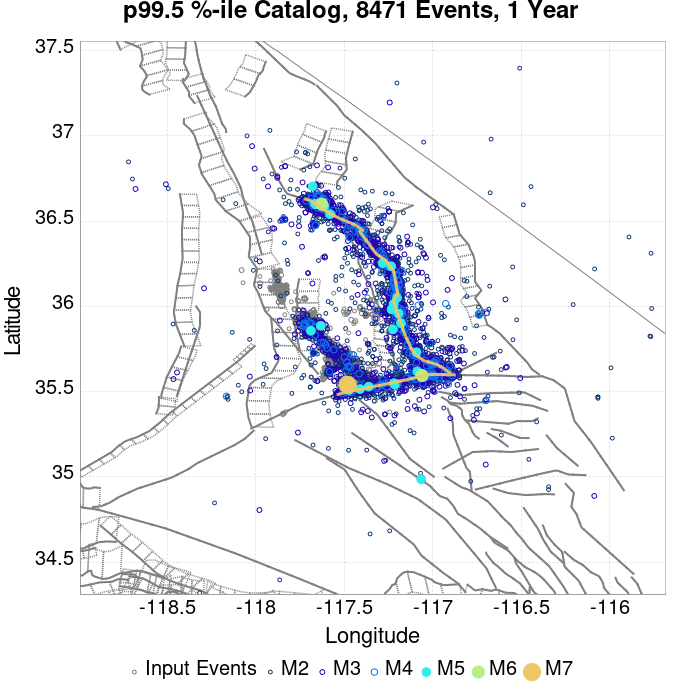 p99.5 %-ile Catalog, 8471 Events, 1 Year
37.5
37
36.5
36
35.5
35
34.5
Latitude
-118.5 -118 -117.5 -117 -116.5 -116
Longitude
Input Events M2 M3 M4 M5 M6 M7